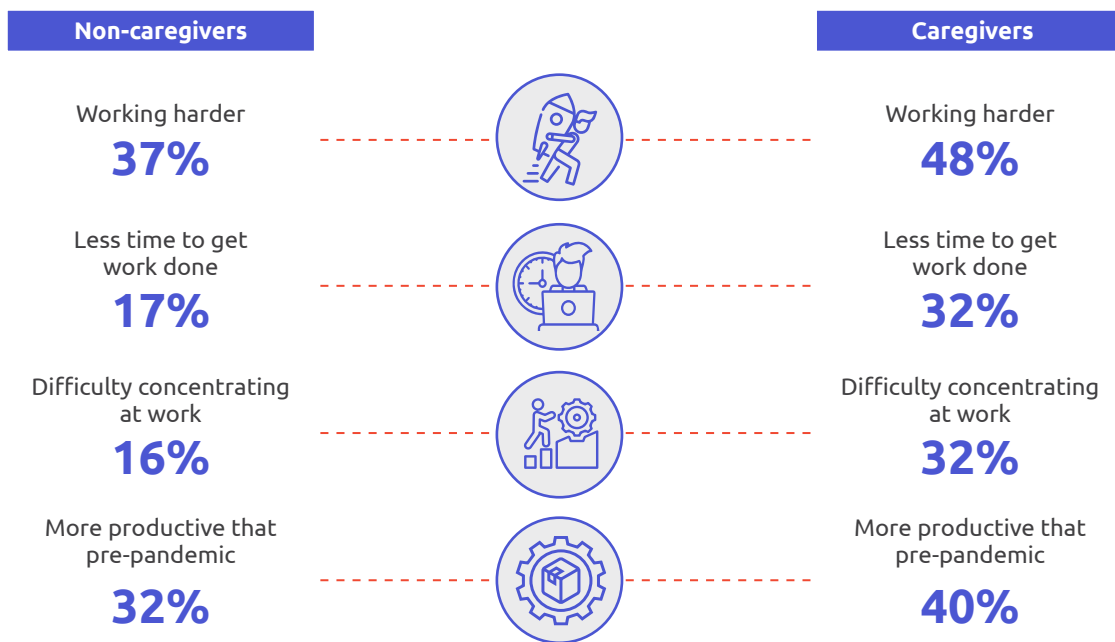 Non-caregivers
Caregivers
Working harder
37%
Working harder
48%
Less time to get
work done
17%
Less time to get
work done
32%
Difficulty concentrating
at work
16%
Difficulty concentrating
at work
32%
More productive that
pre-pandemic
32%
More productive that
pre-pandemic
40%